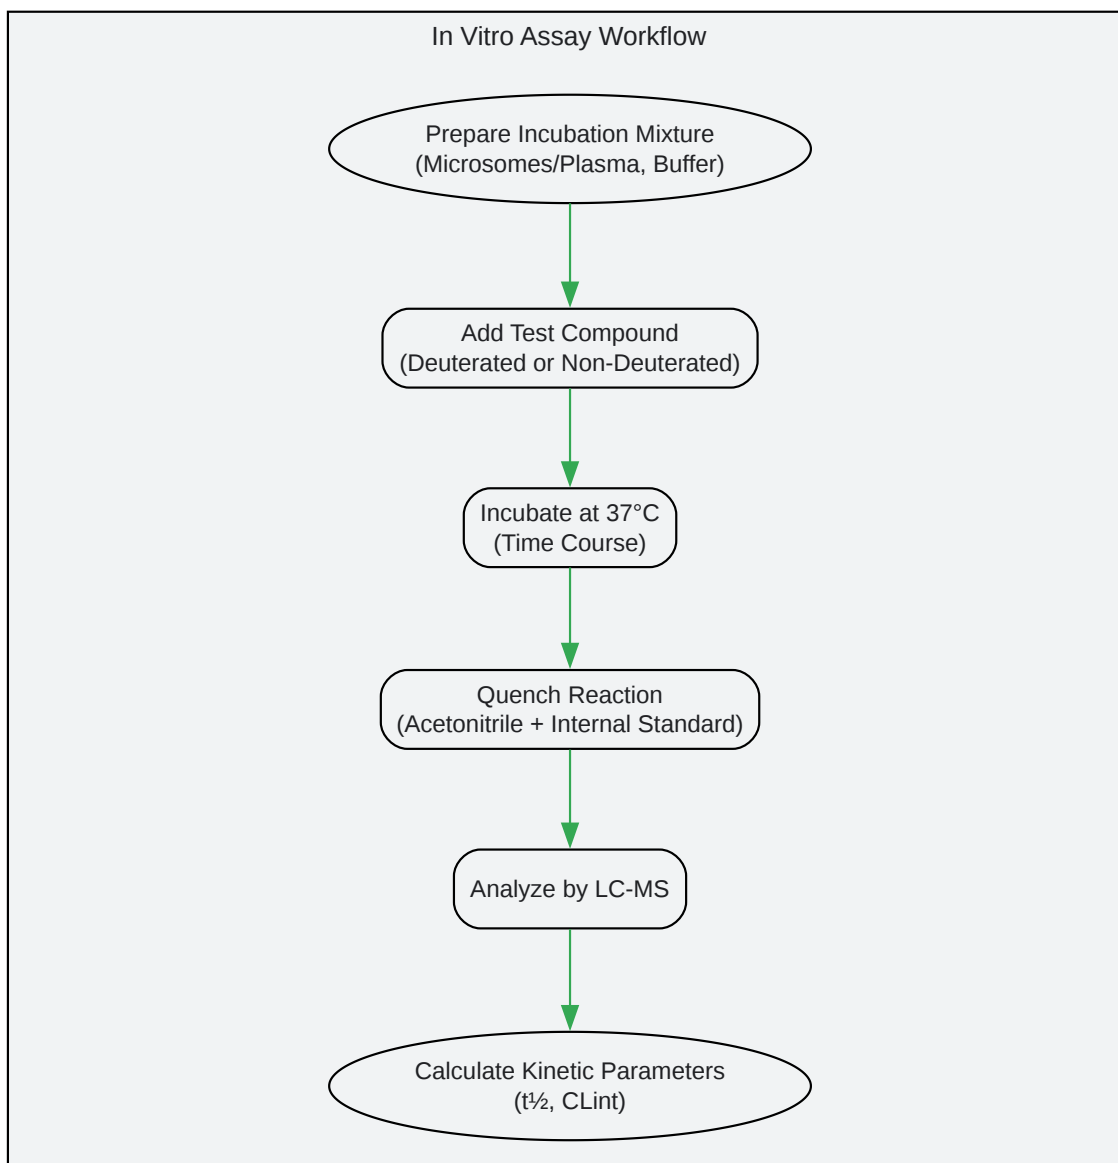 In Vitro Assay Workflow
Prepare Incubation Mixture
(Microsomes/Plasma, Buffer)
Add Test Compound
(Deuterated or Non-Deuterated)
Incubate at 37°C
(Time Course)
Quench Reaction
(Acetonitrile + Internal Standard)
Analyze by LC-MS
Calculate Kinetic Parameters
(t½, CLint)